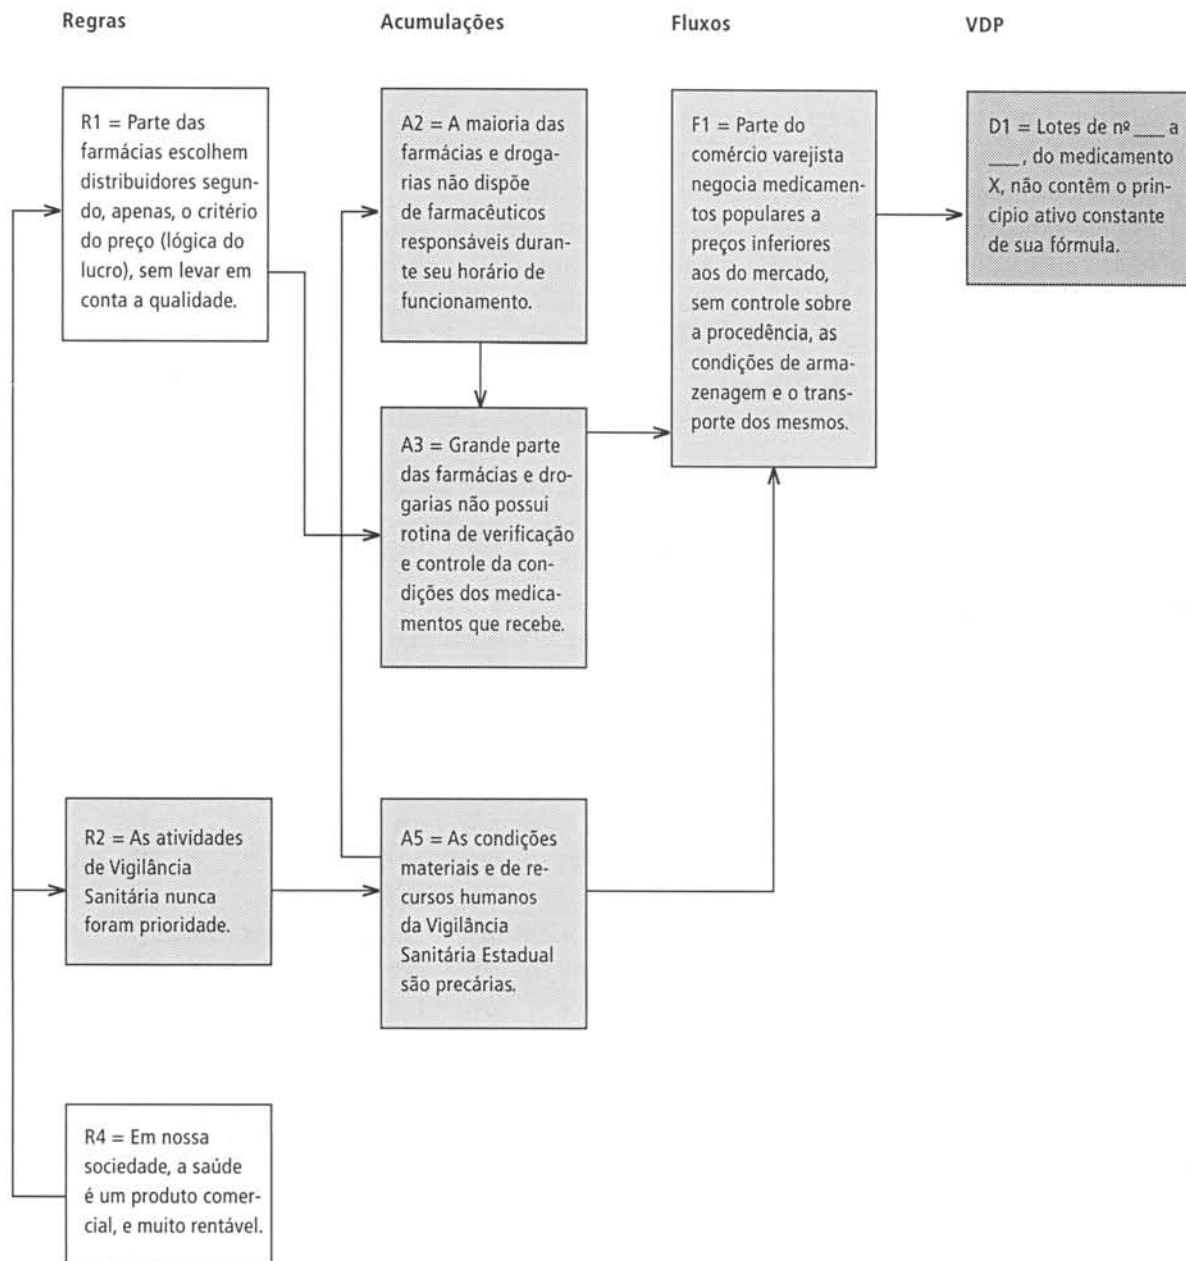 Regras
Acumulações
Fluxos
VDP
R1 = Parte das
farmácias escolhem
distribuidores segun-
do, apenas, o critério
do preço (lógica do
lucro), sem levar em
conta a qualidade.
A2 = A maioria das
farmácias e droga-
rias não dispõe
de farmacêuticos
responsáveis duran-
te seu horário de
funcionamento.
F1 = Parte do
comércio varejista
negocia medicamen-
tos populares a
preços inferiores
aos do mercado,
sem controle sobre
a procedência, as
condições de arma-
zenagem e o trans-
porte dos mesmos.
D1 = Lotes de nº ___ a
___, do medicamento
X, não contêm o prin-
cípio ativo constante
de sua fórmula.
A3 = Grande parte
das farmácias e dro-
garias não possui
rotina de verificação
e controle da con-
dições dos medica-
mentos que recebe.
R2 = As atividades
de Vigilância
Sanitária nunca
foram prioridade.
A5 = As condições
materiais e de re-
cursos humanos
da Vigilância
Sanitária Estadual
são precárias.
R4 = Em nossa
sociedade, a saúde
é um produto comer-
cial, e muito rentável.